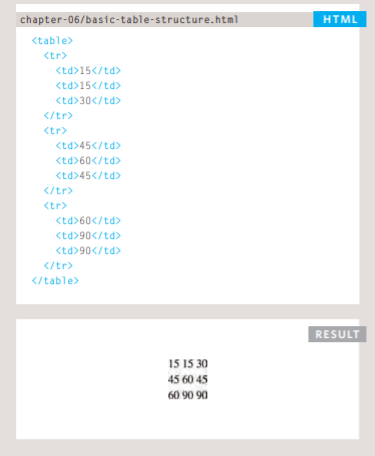 chapter-06/basic-table-structure.html HTML
<table>
  <tr>
    <td>15</td>
    <td>15</td>
    <td>30</td>
  </tr>
  <tr>
    <td>45</td>
    <td>60</td>
    <td>45</td>
  </tr>
  <tr>
    <td>60</td>
    <td>90</td>
    <td>90</td>
  </tr>
</table>
RESULT
15 15 30
45 60 45
60 90 90